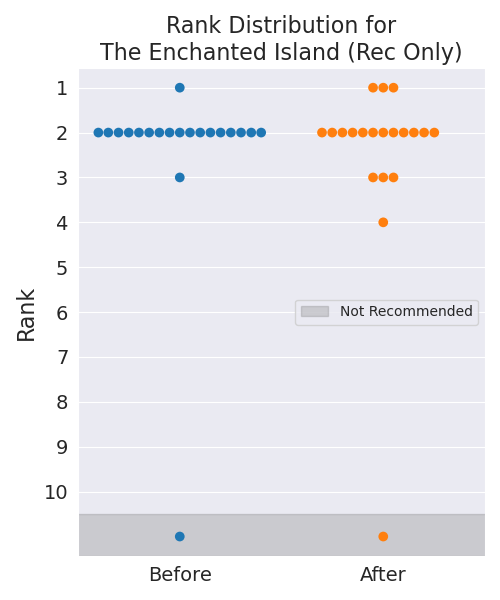 Rank Distribution for
The Enchanted Island (Rec Only)
Rank
1
2
3
4
5
6
7
8
9
10
Not Recommended
Before
After